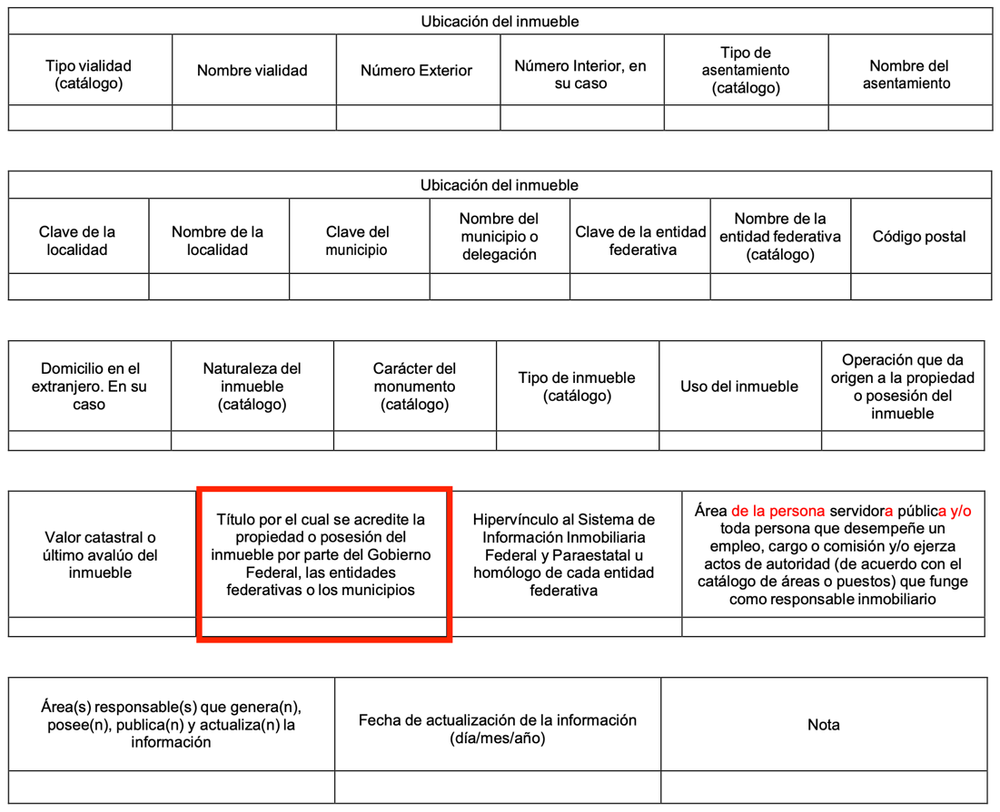 Ubicación del inmueble
Tipo vialidad
(catálogo)
Nombre vialidad
Número Exterior
Número Interior, en
su caso
Tipo de
asentamiento
(catálogo)
Nombre del
asentamiento
Ubicación del inmueble
Clave de la
localidad
Nombre de la
localidad
Clave del
municipio
Nombre del
municipio o
delegación
Clave de la entidad
federativa
Nombre de la
entidad federativa
(catálogo)
Código postal
Domicilio en el
extranjero. En su
caso
Naturaleza del
inmueble
(catálogo)
Carácter del
monumento
(catálogo)
Tipo de inmueble
(catálogo)
Uso del inmueble
Operación que da
origen a la propiedad
o posesión del
inmueble
Valor catastral o
último avalúo del
inmueble
Título por el cual se acredite la
propiedad o posesión del
inmueble por parte del Gobierno
Federal, las entidades
federativas o los municipios
Hipervínculo al Sistema de
Información Inmobiliaria
Federal y Paraestatal u
homólogo de cada entidad
federativa
Área de la persona servidora pública y/o
toda persona que desempeñe un
empleo, cargo o comisión y/o ejerza
actos de autoridad (de acuerdo con el
catálogo de áreas o puestos) que funge
como responsable inmobiliario
Área(s) responsable(s) que genera(n),
posee(n), publica(n) y actualiza(n) la
información
Fecha de actualización de la información
(día/mes/año)
Nota